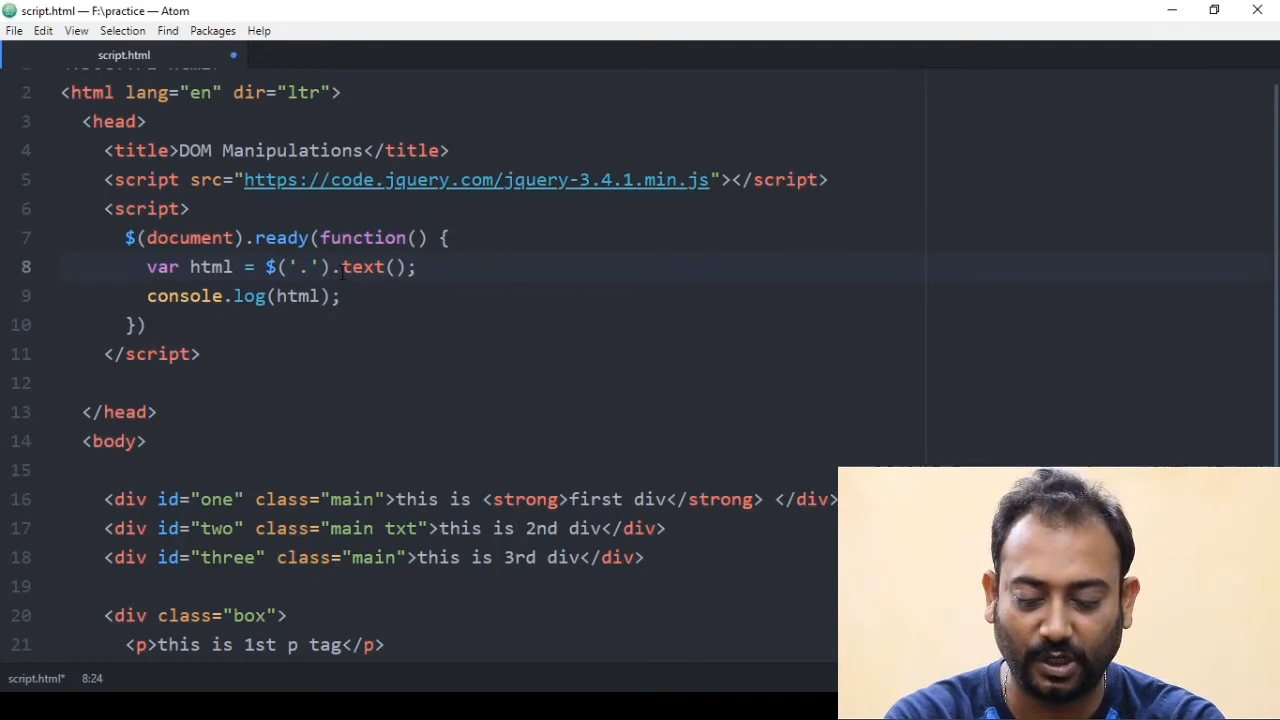 script.html — F:\practice — Atom
File Edit View Selection Find Packages Help
script.html
2 <html lang="en" dir="ltr">
3 <head>
4 <title>DOM Manipulations</title>
5 <script src="https://code.jquery.com/jquery-3.4.1.min.js"></script>
6 <script>
7 $(document).ready(function() {
8 var html = $('.').text();
9 console.log(html);
10 })
11 </script>
12
13 </head>
14 <body>
15
16 <div id="one" class="main">this is <strong>first div</strong> </div>
17 <div id="two" class="main txt">this is 2nd div</div>
18 <div id="three" class="main">this is 3rd div</div>
19
20 <div class="box">
21 <p>this is 1st p tag</p>
script.html* 8:24